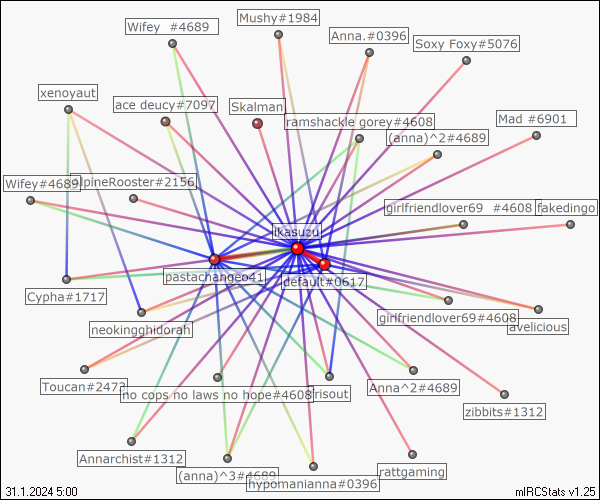 Mushy#1984
Wifey  #4689
Anna.#0396
Soxy Foxy#5076
xenoyaut
ace deucy#7097
Skalman
ramshackle gorey#4608
Mad #6901
(anna)^2#4689
Wifey#4689
lpineRooster#2156
girlfriendlover69  #4608
fakedingo
ikasuzu
pastachangeo41
default#0617
Cypha#1717
neokingghidorah
girlfriendlover69#4608
avelicious
Toucan#2473
no cops no laws no hope#4608
risout
Anna^2#4689
zibbits#1312
Annarchist#1312
(anna)^3#4689
hypomanianna#0396
rattgaming
31.1.2024 5:00
mIRCStats v1.25